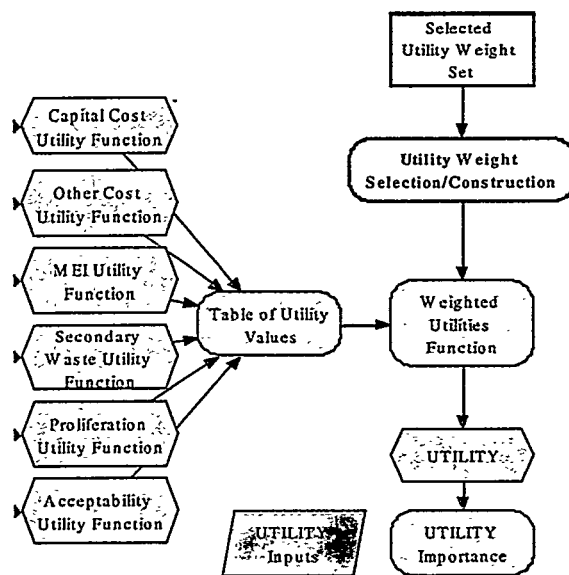 Selected
Utility Weight
Set
Capital Cost
Utility Function
Utility Weight
Selection/Construction
Other Cost
Utility Function
MEI Utility
Function
Table of Utility
Values
Weighted
Utilities
Function
Secondary
Waste Utility
Function
Proliferation
Utility Function
UTILITY
Acceptability
Utility Function
UTILITY
Inputs
UTILITY
Importance